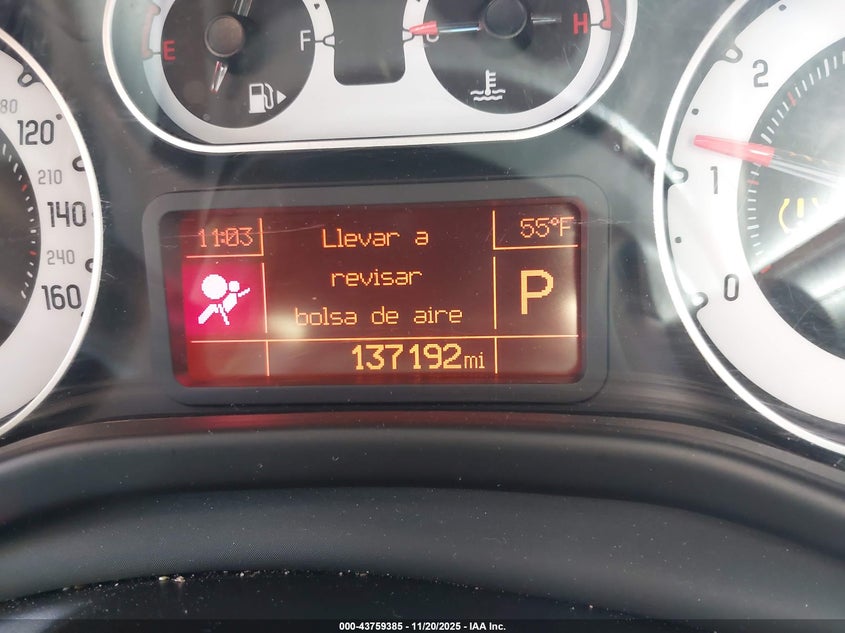 E
F
C
H
80
120
210
140
240
160
2
1
0
11:03
Llevar a
55°F
revisar
P
bolsa de aire
137192mi
000-43759385 - 11/20/2025 - IAA Inc.